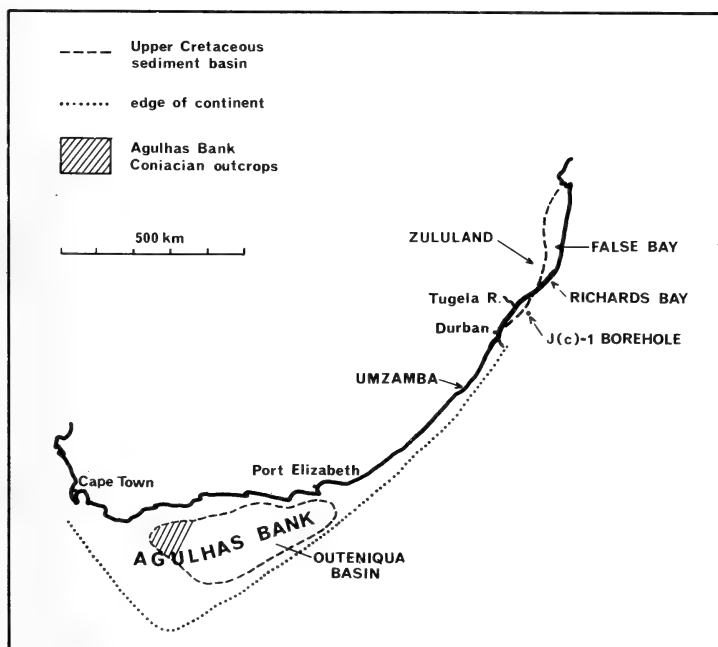 Upper Cretaceous
sediment basin
edge of continent
Agulhas Bank
Coniacian outcrops
500 km
ZULULAND
FALSE BAY
RICHARDS BAY
Tugela R.
Durban
J(c)-1 BOREHOLE
UMZAMBA
Port Elizabeth
Cape Town
AGULHAS BANK
OUTENIQUA
BASIN